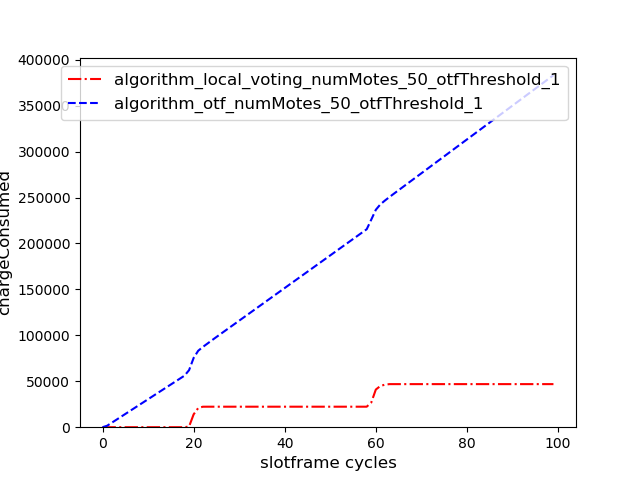 400000
algorithm_local_voting_numMotes_50_otfThreshold_1
350000
algorithm_otf_numMotes_50_otfThreshold_1
300000
250000
200000
150000
100000
50000
0
chargeConsumed
0 20 40 60 80 100
slotframe cycles